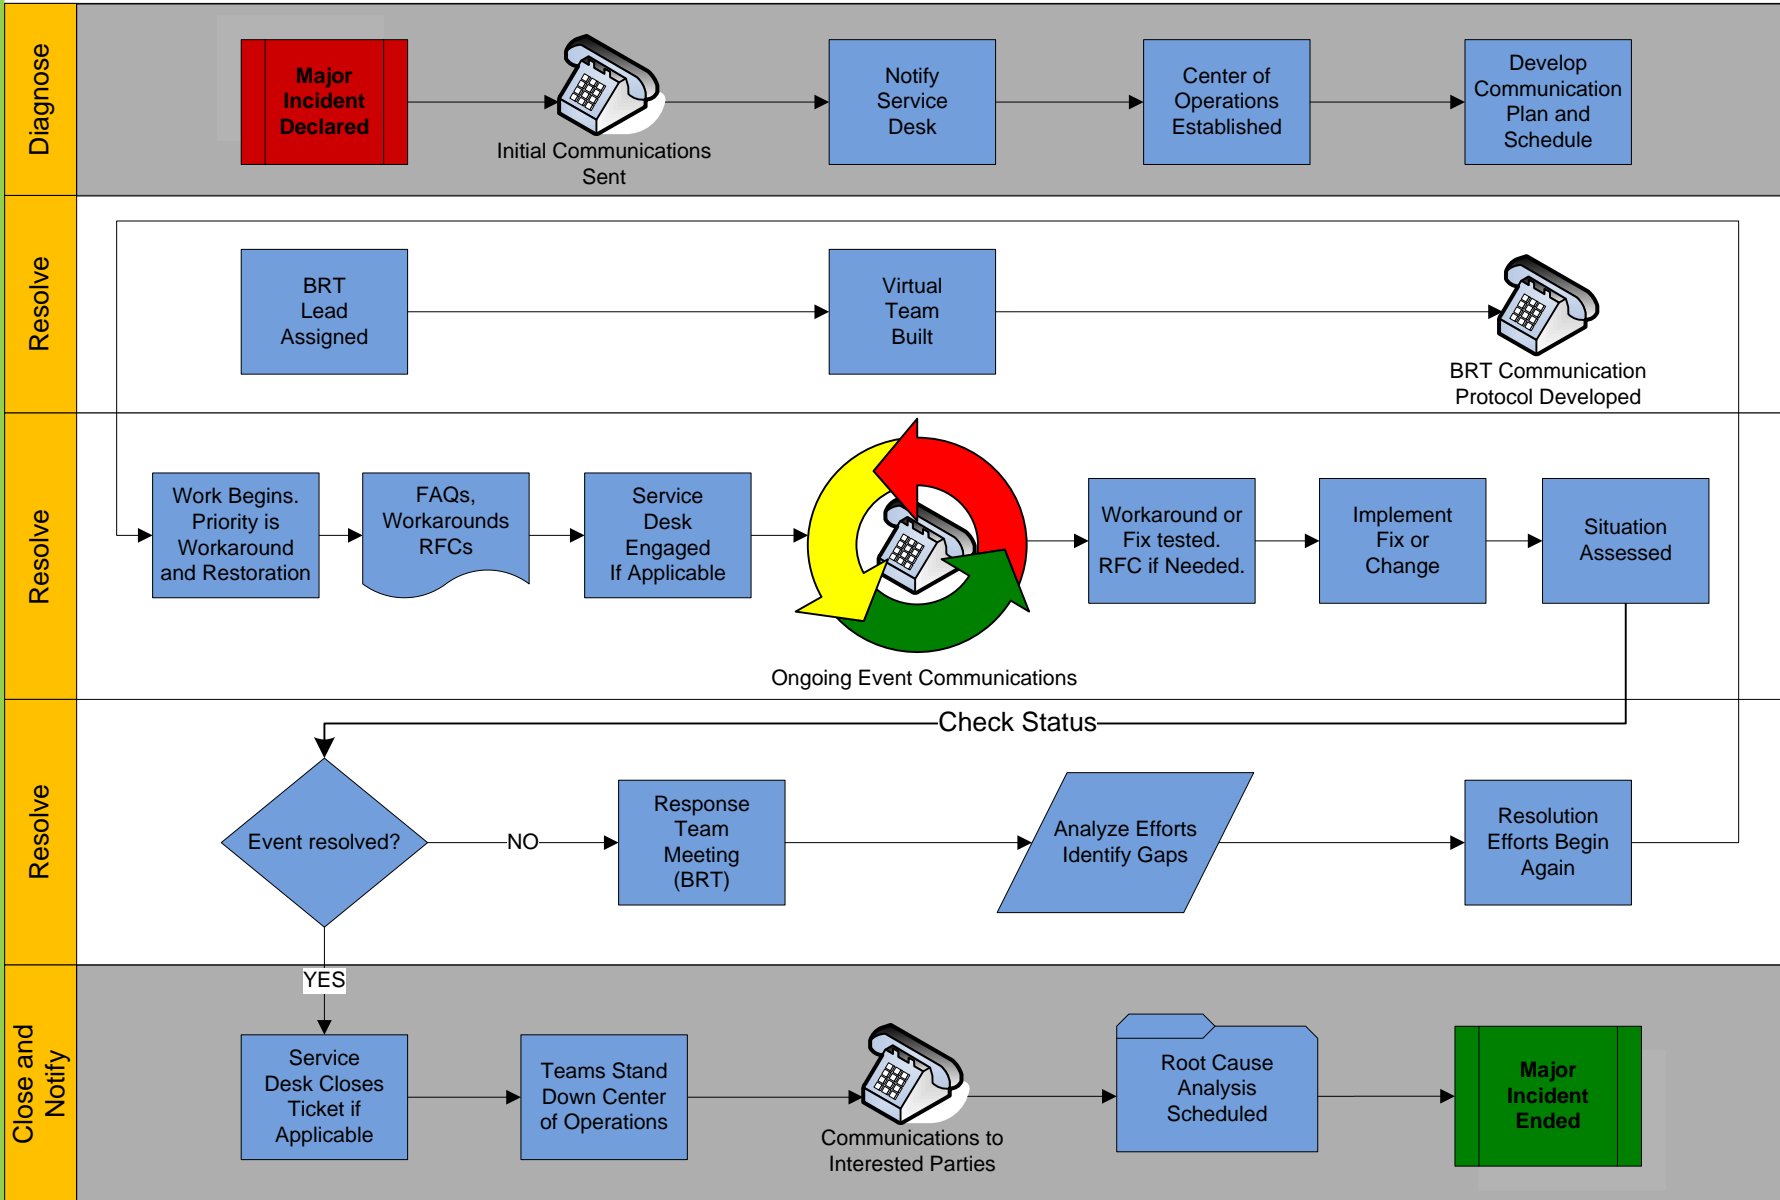 Diagnose
Major
Incident
Declared
Initial Communications
Sent
Notify
Service
Desk
Center of
Operations
Established
Develop
Communication
Plan and
Schedule
Resolve
BRT
Lead
Assigned
Virtual
Team
Built
BRT Communication
Protocol Developed
Resolve
Work Begins.
Priority is
Workaround
and Restoration
FAQs,
Workarounds
RFCs
Service
Desk
Engaged
If Applicable
Ongoing Event Communications
Workaround or
Fix tested.
RFC if Needed.
Implement
Fix or
Change
Situation
Assessed
Resolve
Check Status
Event resolved?
NO
Response
Team
Meeting
(BRT)
Analyze Efforts
Identify Gaps
Resolution
Efforts Begin
Again
YES
Close and
Notify
Service
Desk Closes
Ticket if
Applicable
Teams Stand
Down Center
of Operations
Communications to
Interested Parties
Root Cause
Analysis
Scheduled
Major
Incident
Ended